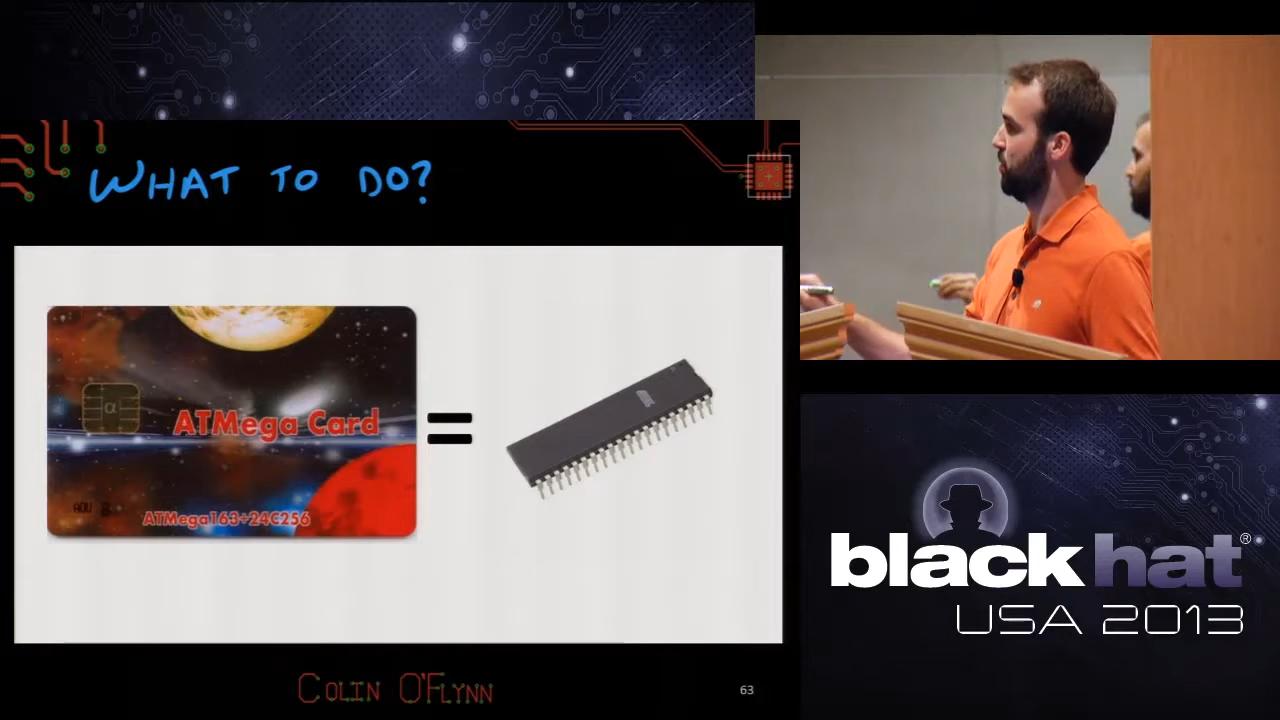 WHAT TO DO?
α
ATMega Card
ATMega163+24C256
COLIN O'FLYNN
63
black hat®
USA 2013